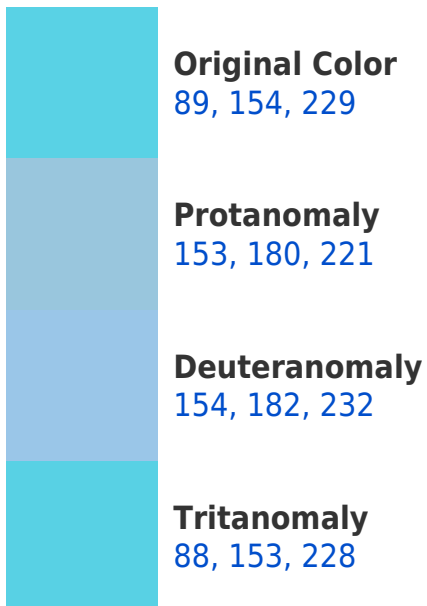 Original Color
89, 154, 229
Protanomaly
153, 180, 221
Deuteranomaly
154, 182, 232
Tritanomaly
88, 153, 228